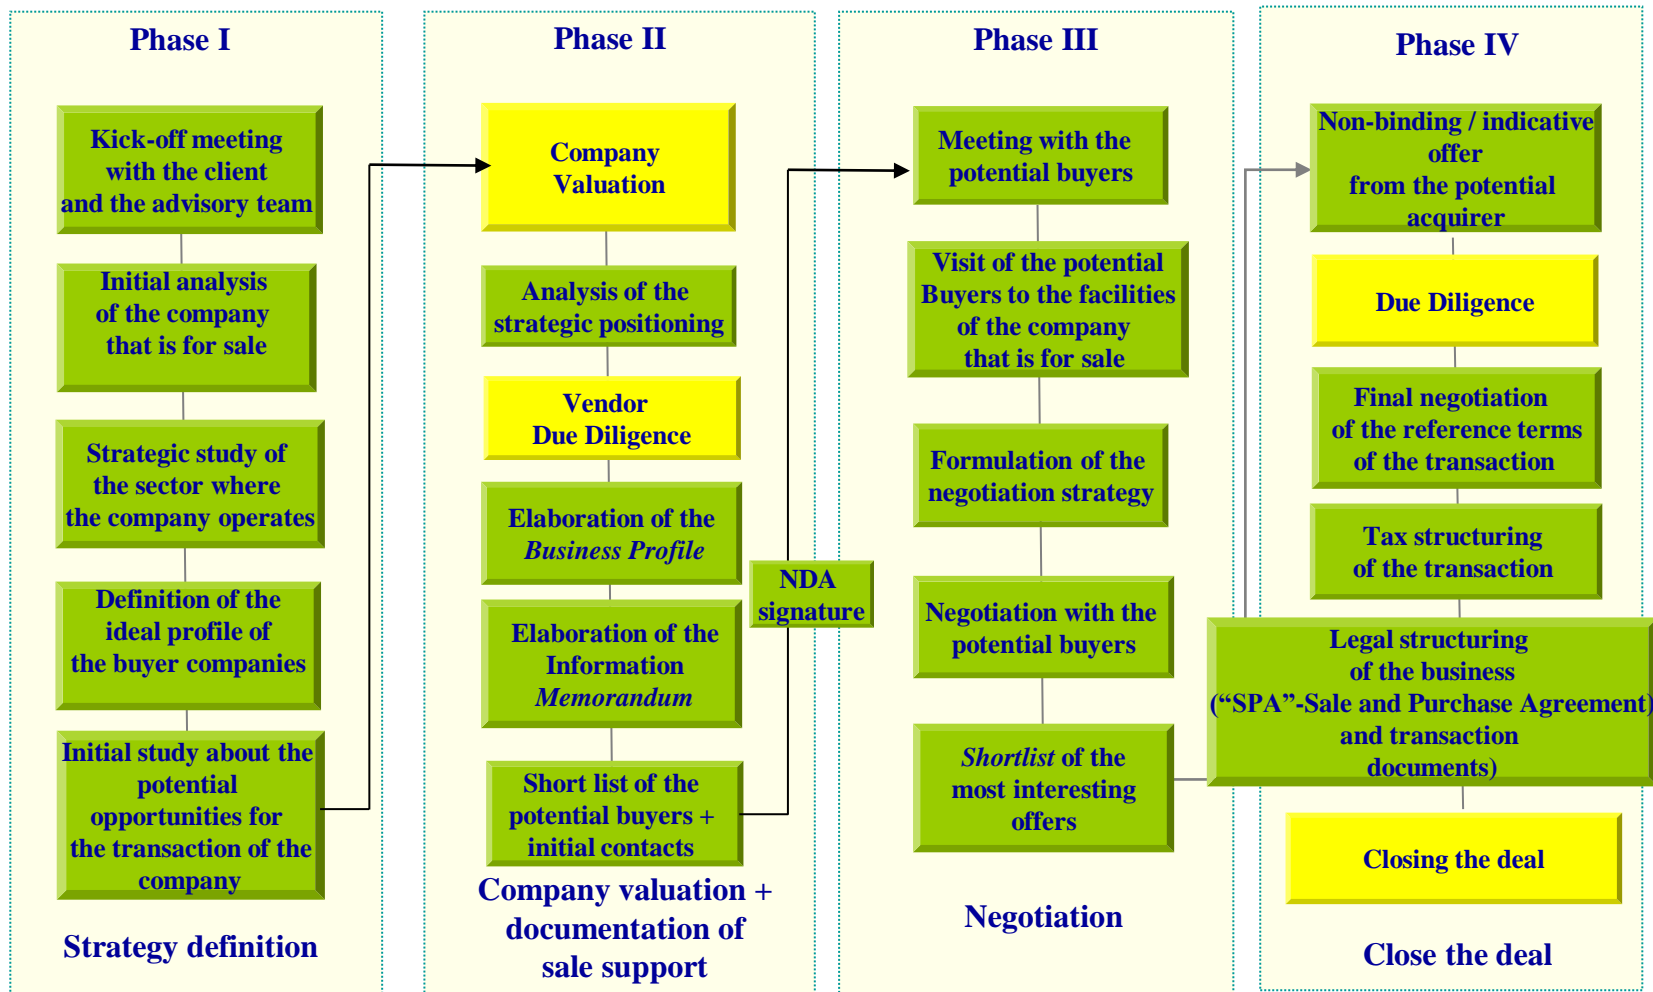 Phase I
Kick-off meeting
with the client
and the advisory team
Initial analysis
of the company
that is for sale
Strategic study of
the sector where
the company operates
Definition of the
ideal profile of
the buyer companies
Initial study about the
potential
opportunities for
the transaction of the
company
Strategy definition
Phase II
Company
Valuation
Analysis of the
strategic positioning
Vendor
Due Diligence
Elaboration of the
Business Profile
Elaboration of the
Information
Memorandum
Short list of the
potential buyers +
initial contacts
Company valuation +
documentation of
sale support
NDA
signature
Phase III
Meeting with the
potential buyers
Visit of the potential
Buyers to the facilities
of the company
that is for sale
Formulation of the
negotiation strategy
Negotiation with the
potential buyers
Shortlist of the
most interesting
offers
Negotiation
Phase IV
Non-binding / indicative
offer
from the potential
acquirer
Due Diligence
Final negotiation
of the reference terms
of the transaction
Tax structuring
of the transaction
Legal structuring
of the business
(“SPA”-Sale and Purchase Agreement)
and transaction
documents)
Closing the deal
Close the deal